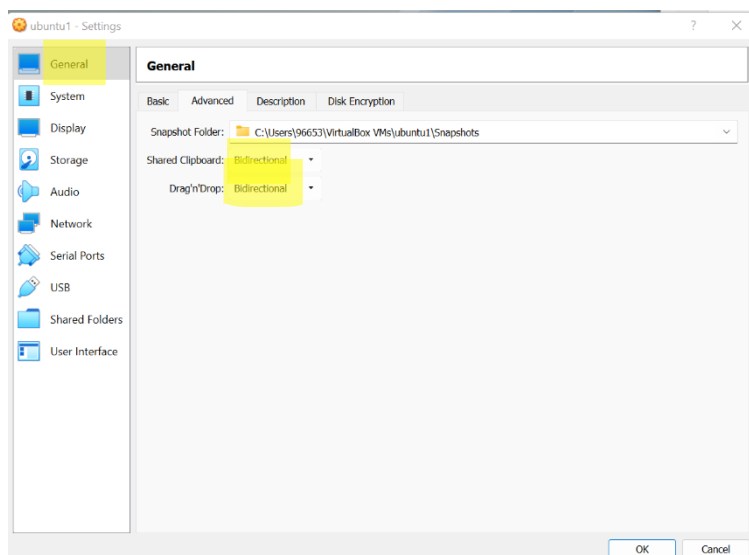 ubuntu1 - Settings
?
General
System
Display
Storage
Audio
Network
Serial Ports
USB
Shared Folders
User Interface
General
Basic Advanced Description Disk Encryption
Snapshot Folder: C:\Users\96653\VirtualBox VMs\ubuntu1\Snapshots
Shared Clipboard: Bidirectional
Drag'n'Drop: Bidirectional
OK Cancel